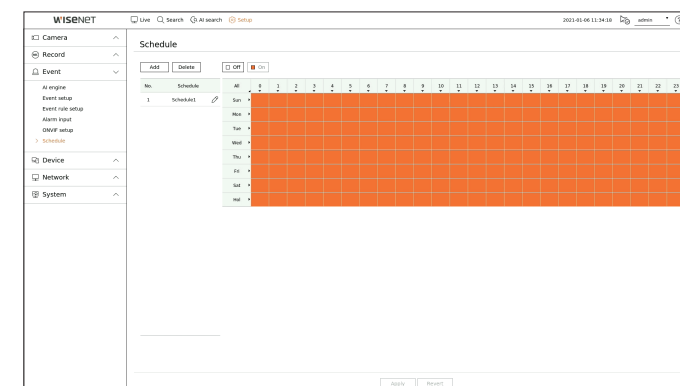 WISENET
Live Search AI search Setup 2021-01-06 11:34:18 admin
Camera
Record
Event
AI engine
Event setup
Event rule setup
Alarm input
ONVIF setup
> Schedule
Device
Network
System
Schedule
Add Delete Off On
No. Schedule All 0 1 2 3 4 5 6 7 8 9 10 11 12 13 14 15 16 17 18 19 20 21 22 23
1 Schedule1 Sun
Mon
Tue
Wed
Thu
Fri
Sat
Hol
Apply Revert